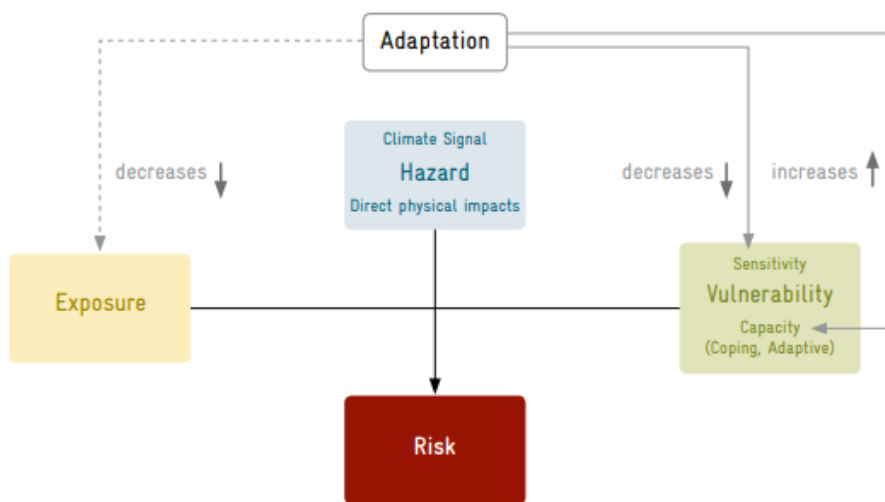 Adaptation
Climate Signal
Hazard
Direct physical impacts
decreases
decreases
increases
Exposure
Sensitivity
Vulnerability
Capacity
(Coping, Adaptive)
Risk